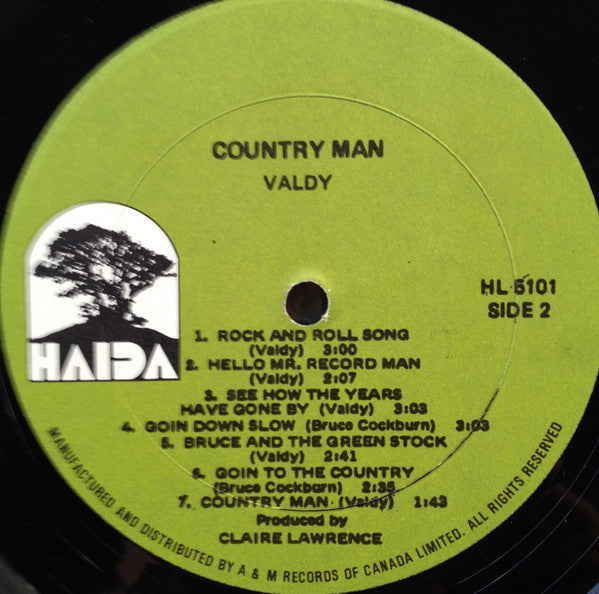 COUNTRY MAN
VALDY
HAIDA
HL 5101
SIDE 2
1. ROCK AND ROLL SONG
(Valdy) 3:00
2. HELLO MR. RECORD MAN
(Valdy) 2:07
3. SEE HOW THE YEARS
HAVE GONE BY (Valdy) 3:03
4. GOIN DOWN SLOW (Bruce Cockburn) 3:03
5. BRUCE AND THE GREEN STOCK
(Valdy) 2:41
6. GOIN TO THE COUNTRY
(Bruce Cockburn) 2:35
7. COUNTRY MAN (Valdy) 1:43
Produced by
CLAIRE LAWRENCE
MANUFACTURED AND DISTRIBUTED BY A & M RECORDS OF CANADA LIMITED. ALL RIGHTS RESERVED